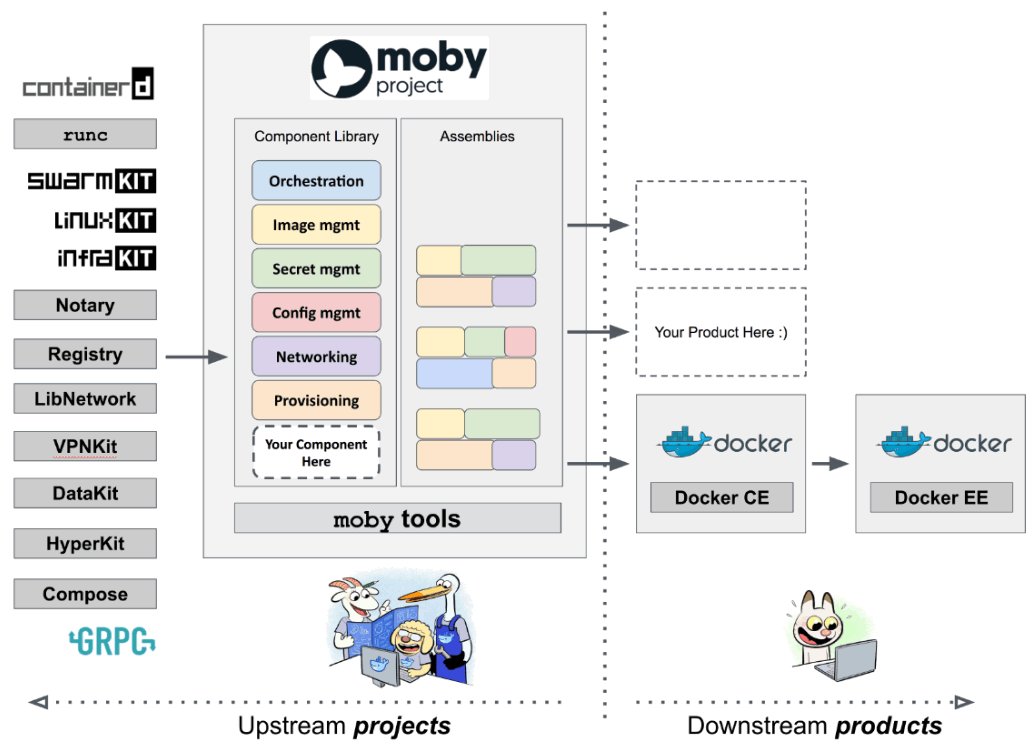 containerd
runc
swarmKIT
LinuxKIT
infraKIT
Notary
Registry
LibNetwork
VPNKit
DataKit
HyperKit
Compose
GRPC
moby
project
Component Library
Orchestration
Image mgmt
Secret mgmt
Config mgmt
Networking
Provisioning
Your Component
Here
Assemblies
moby tools
Your Product Here :)
docker
Docker CE
docker
Docker EE
Upstream projects
Downstream products